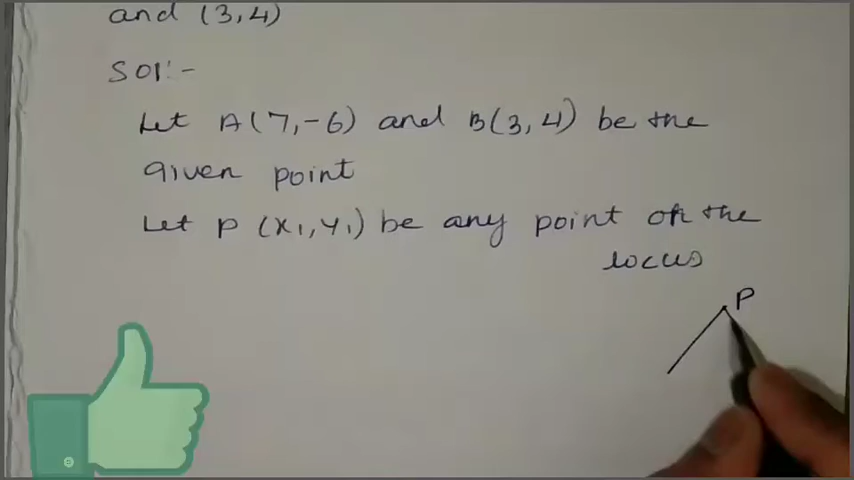 and (3,4)
Sol:-
Let A(7,-6) and B(3,4) be the
given point
Let P (x1,y1) be any point on the
locus
P